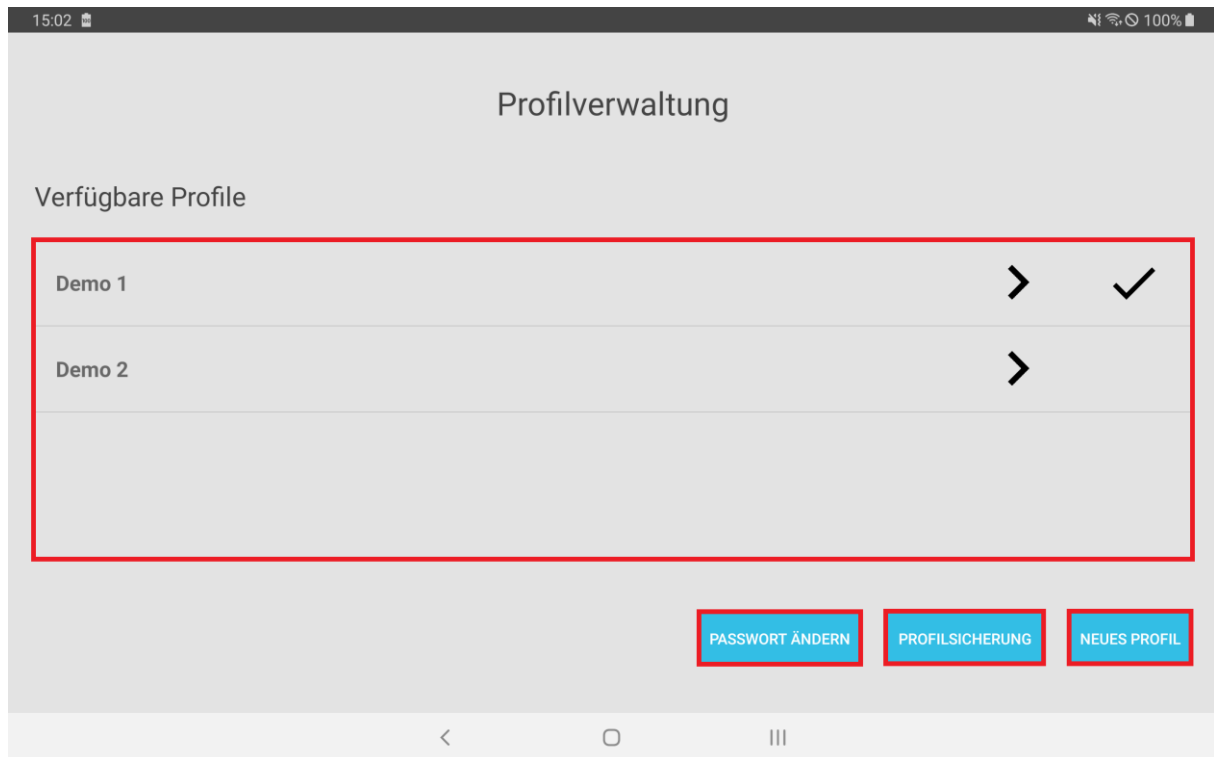 15:02 100%
Profilverwaltung
Verfügbare Profile
Demo 1
Demo 2
PASSWORT ÄNDERN PROFILSICHERUNG NEUES PROFIL